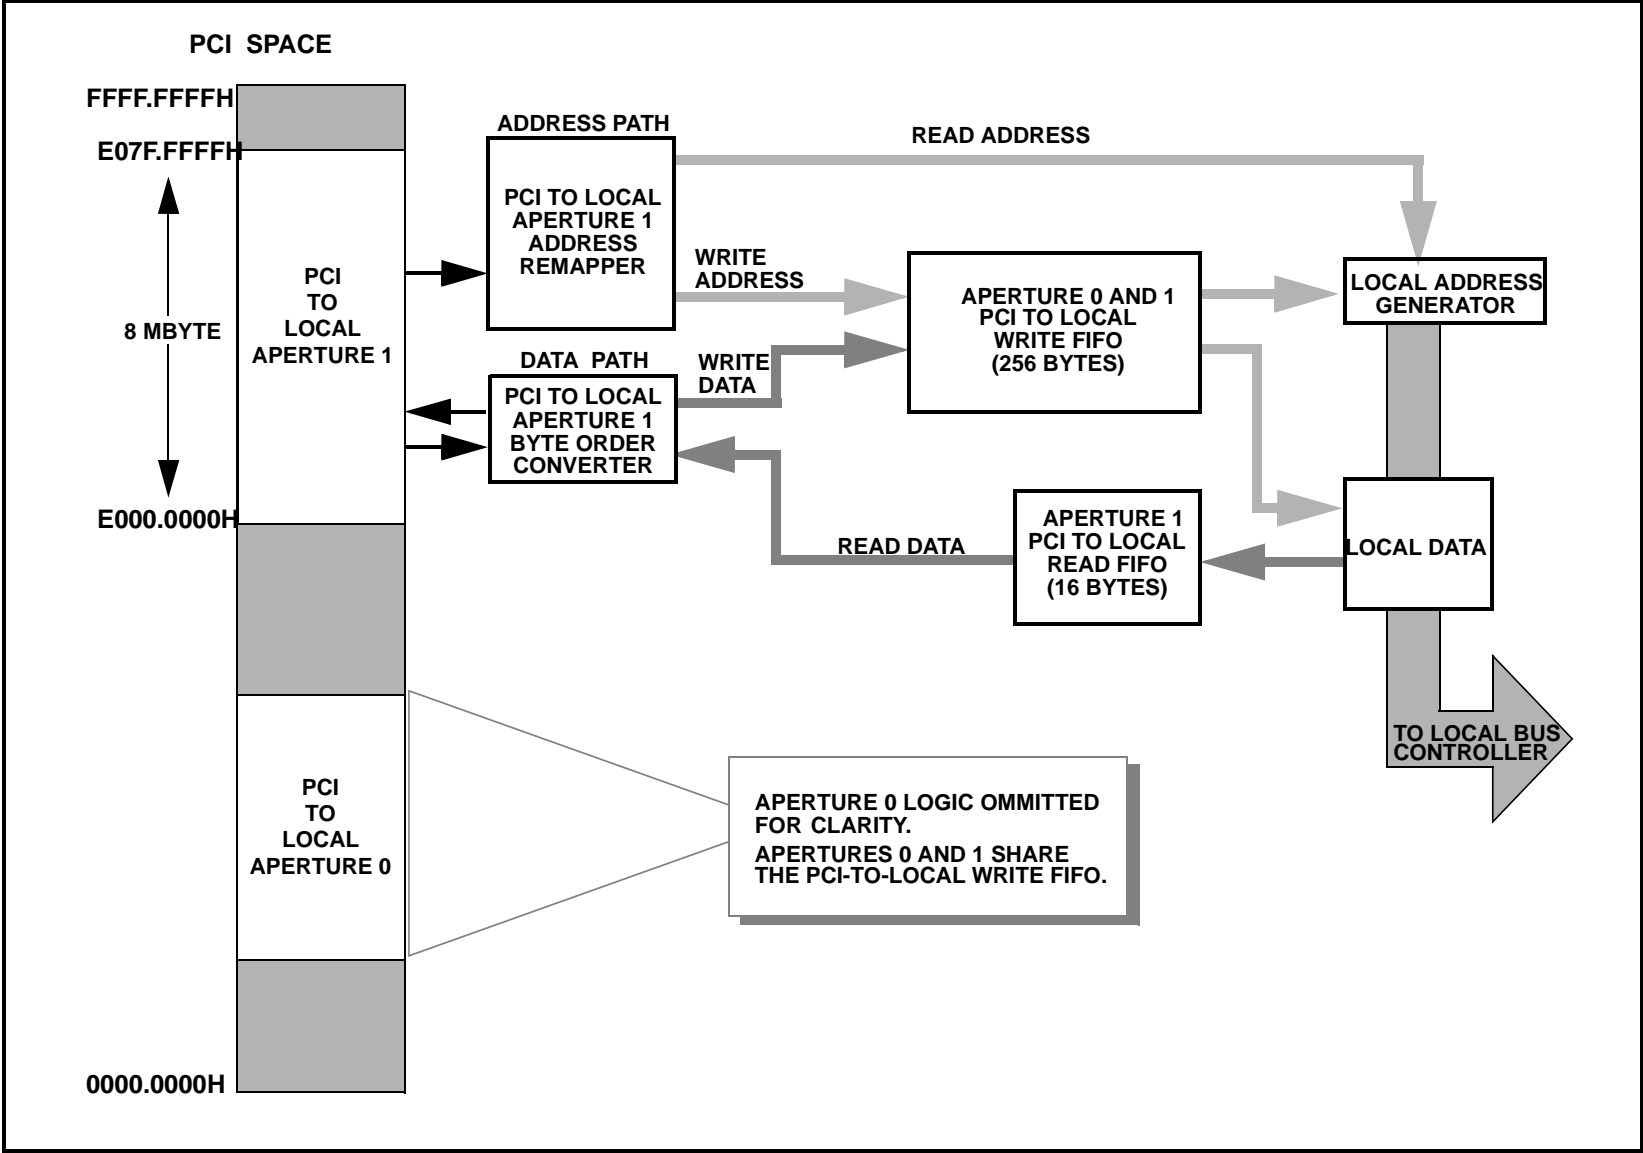 PCI SPACE
FFFF.FFFFH
E07F.FFFFH
8 MBYTE
E000.0000H
0000.0000H
PCI
TO
LOCAL
APERTURE 1
PCI
TO
LOCAL
APERTURE 0
ADDRESS PATH
PCI TO LOCAL
APERTURE 1
ADDRESS
REMAPPER
DATA PATH
PCI TO LOCAL
APERTURE 1
BYTE ORDER
CONVERTER
READ ADDRESS
WRITE
ADDRESS
WRITE
DATA
READ DATA
APERTURE 0 AND 1
PCI TO LOCAL
WRITE FIFO
(256 BYTES)
APERTURE 1
PCI TO LOCAL
READ FIFO
(16 BYTES)
LOCAL ADDRESS
GENERATOR
LOCAL DATA
TO LOCAL BUS
CONTROLLER
APERTURE 0 LOGIC OMMITTED
FOR CLARITY.
APERTURES 0 AND 1 SHARE
THE PCI-TO-LOCAL WRITE FIFO.